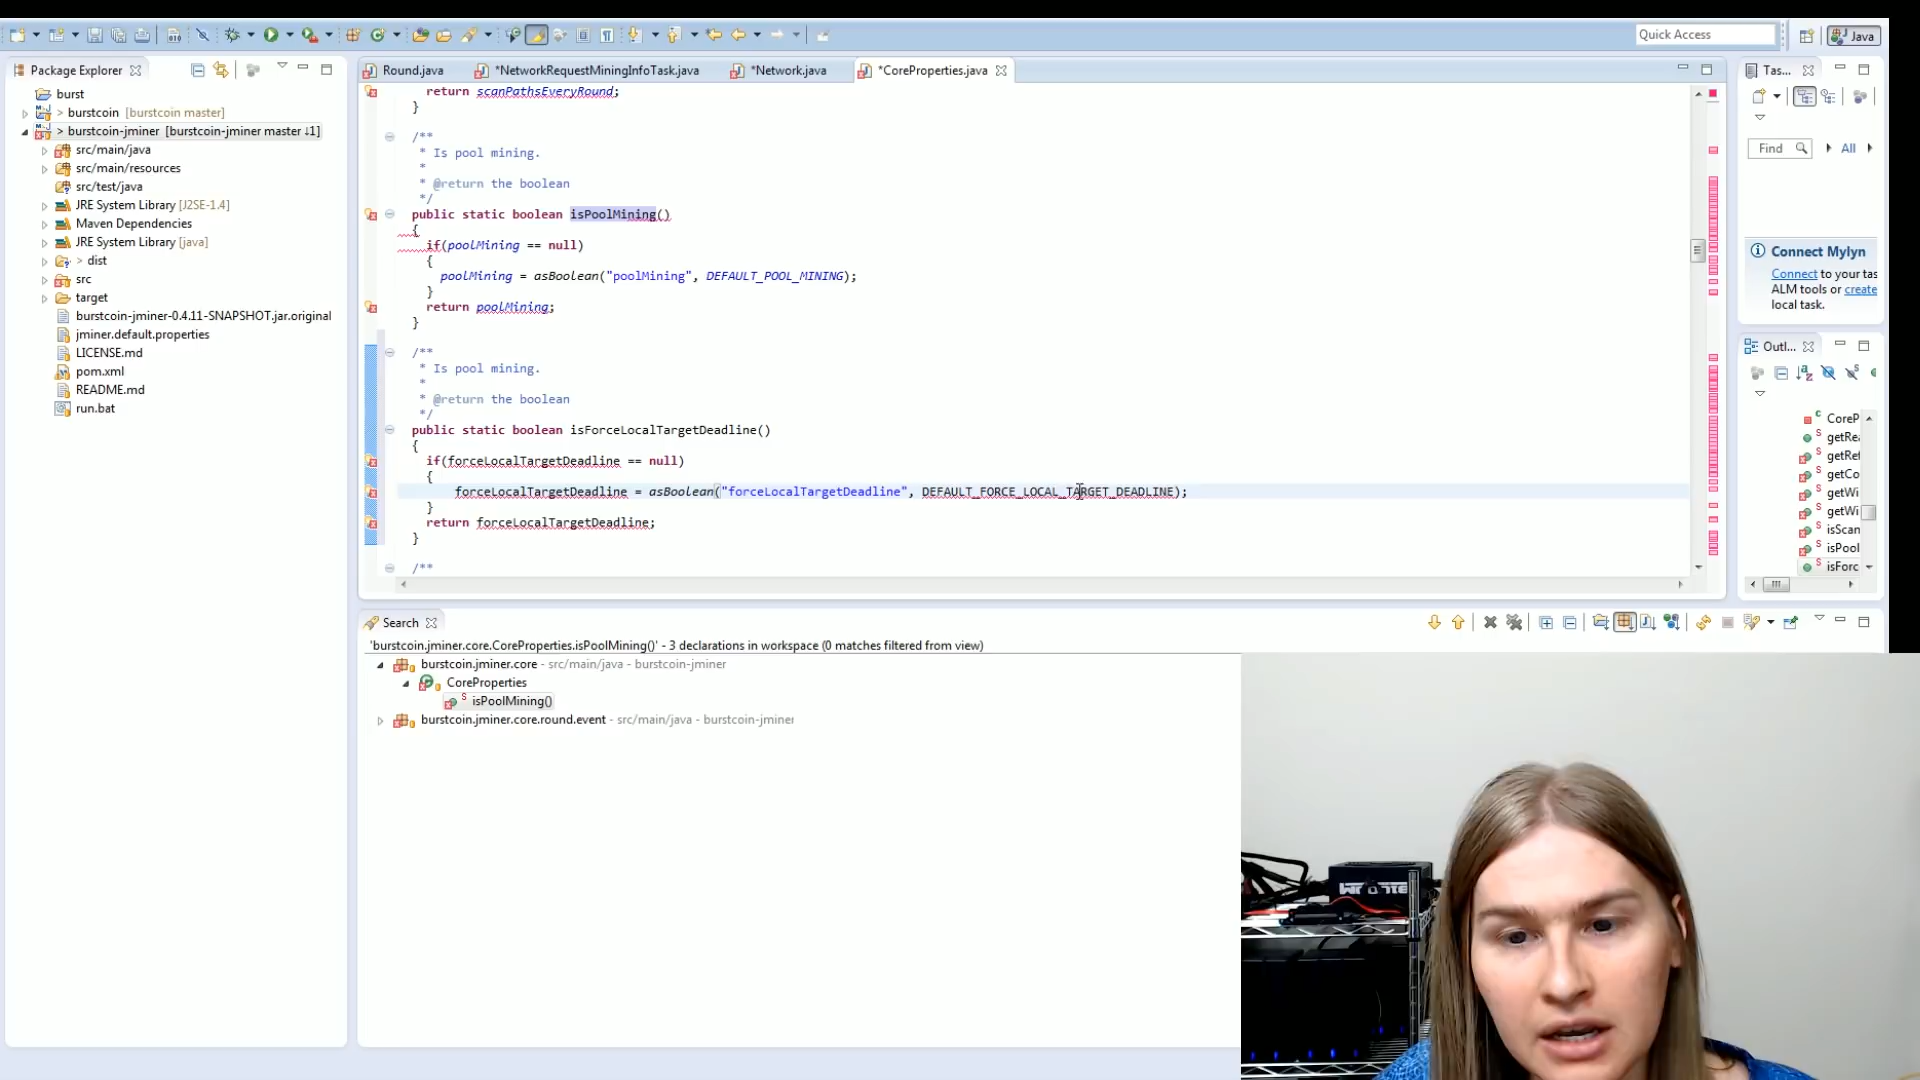 Quick Access
Java
Package Explorer
burst
> burstcoin [burstcoin master]
> burstcoin-jminer [burstcoin-jminer master ↓1]
src/main/java
src/main/resources
src/test/java
JRE System Library [J2SE-1.4]
Maven Dependencies
JRE System Library [java]
> dist
src
target
burstcoin-jminer-0.4.11-SNAPSHOT.jar.original
jminer.default.properties
LICENSE.md
pom.xml
README.md
run.bat
Round.java
*NetworkRequestMiningInfoTask.java
*Network.java
*CoreProperties.java
return scanPathsEveryRound;
}
/**
* Is pool mining.
*
* @return the boolean
*/
public static boolean isPoolMining()
{
if(poolMining == null)
{
poolMining = asBoolean("poolMining", DEFAULT_POOL_MINING);
}
return poolMining;
}
/**
* Is pool mining.
*
* @return the boolean
*/
public static boolean isForceLocalTargetDeadline()
{
if(forceLocalTargetDeadline == null)
{
forceLocalTargetDeadline = asBoolean("forceLocalTargetDeadline", DEFAULT_FORCE_LOCAL_TARGET_DEADLINE);
}
return forceLocalTargetDeadline;
}
/**
Tas...
Find
All
Connect Mylyn
Connect to your tas
ALM tools or create
local task.
Outl...
CoreP
getRea
getRef
getCo
getWi
getWi
isScan
isPool
isForc
Search
'burstcoin.jminer.core.CoreProperties.isPoolMining()' - 3 declarations in workspace (0 matches filtered from view)
burstcoin.jminer.core - src/main/java - burstcoin-jminer
CoreProperties
isPoolMining()
burstcoin.jminer.core.round.event - src/main/java - burstcoin-jminer